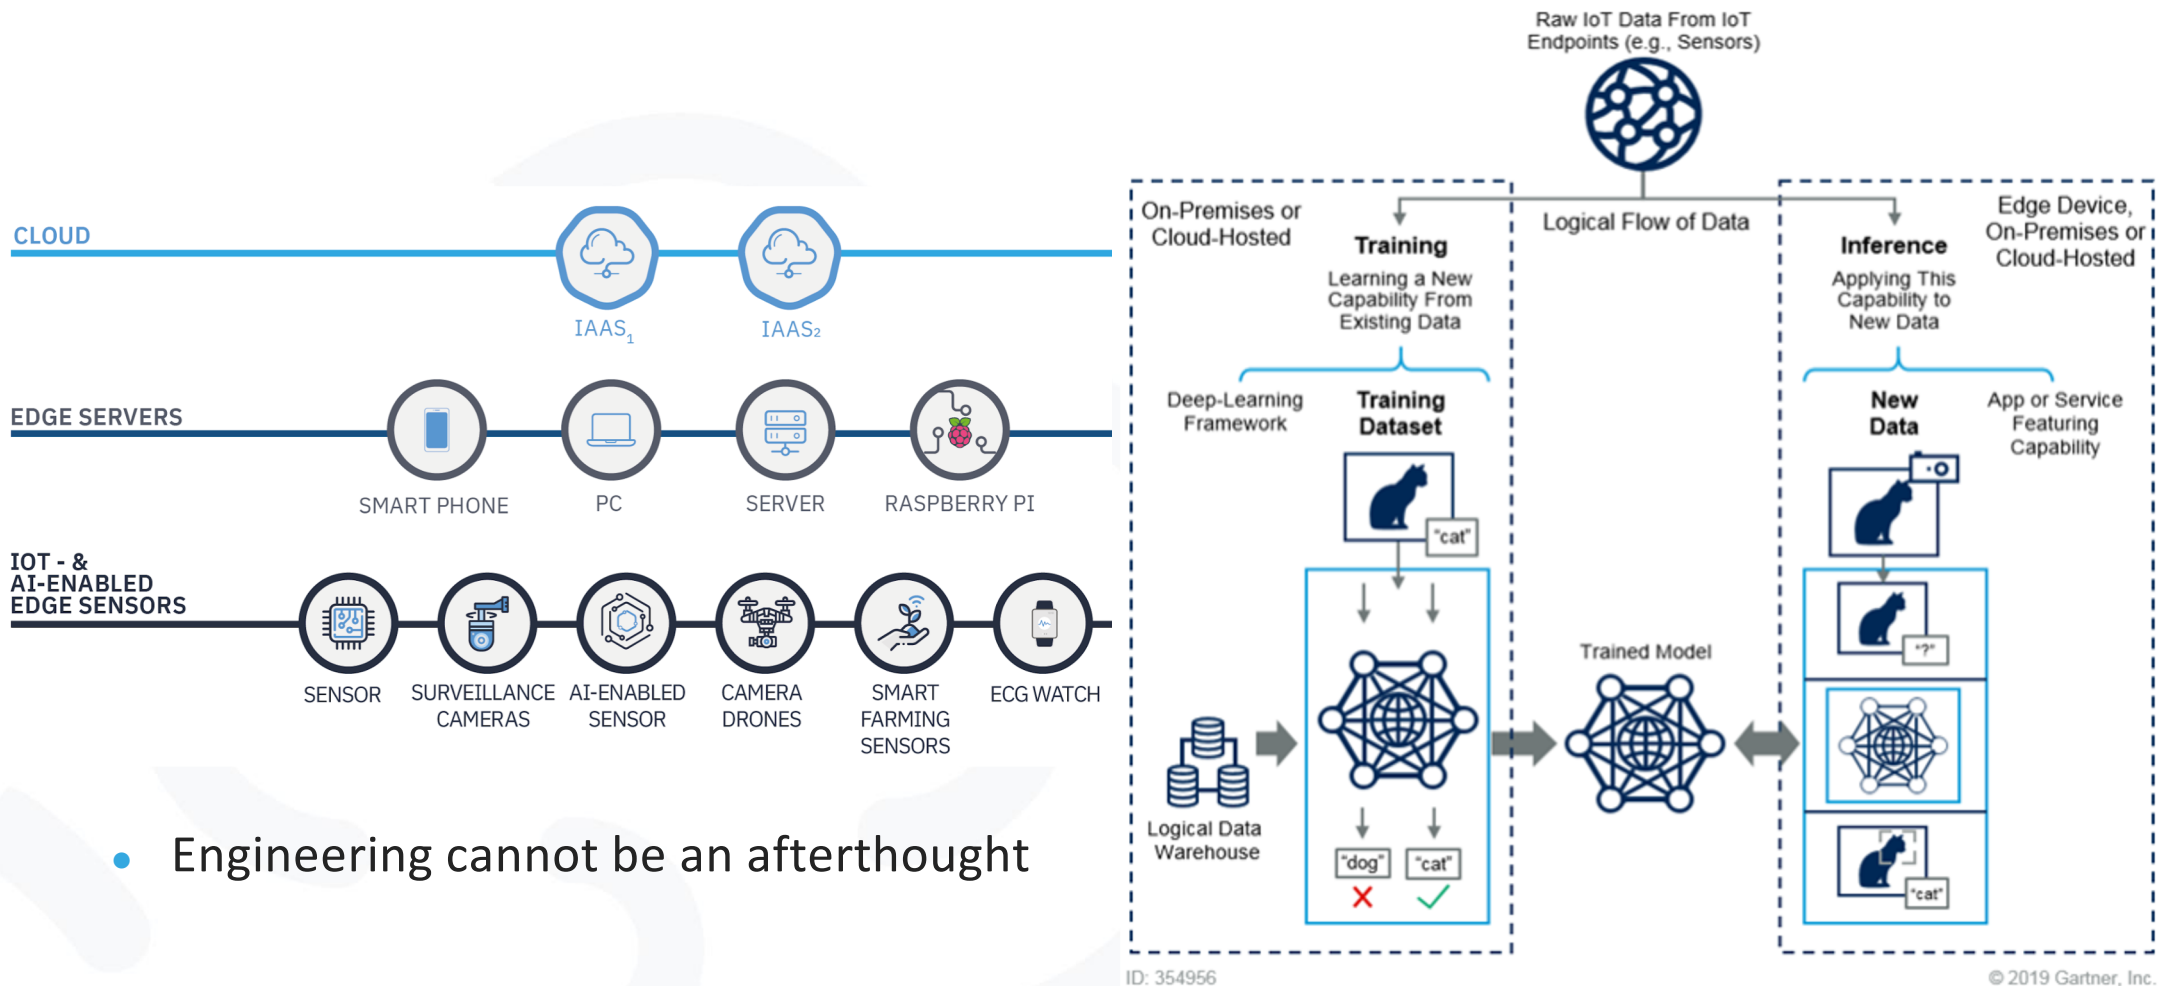 CLOUD
IAAS1
IAAS2
EDGE SERVERS
SMART PHONE
PC
SERVER
RASPBERRY PI
IOT - &
AI-ENABLED
EDGE SENSORS
SENSOR
SURVEILLANCE
CAMERAS
AI-ENABLED
SENSOR
CAMERA
DRONES
SMART
FARMING
SENSORS
ECG WATCH
Engineering cannot be an afterthought
Raw IoT Data From IoT
Endpoints (e.g., Sensors)
On-Premises or
Cloud-Hosted
Training
Learning a New
Capability From
Existing Data
Logical Flow of Data
Edge Device,
On-Premises or
Cloud-Hosted
Inference
Applying This
Capability to
New Data
Deep-Learning
Framework
Training
Dataset
"cat"
New
Data
App or Service
Featuring
Capability
"?"
Trained Model
Logical Data
Warehouse
"dog"
"cat"
"cat"
ID: 354956
© 2019 Gartner, Inc.